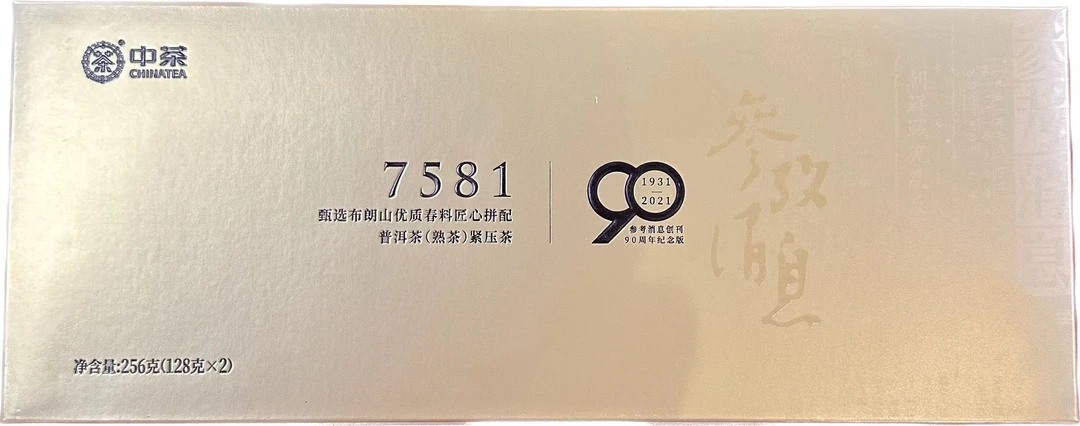 茶
中茶
CHINATEA
7581
甄选布朗山优质春料匠心拼配
普洱茶(熟茶)紧压茶
90
1931
2021
参考消息创刊
90周年纪念版
参考消息
净含量:256克(128克×2)